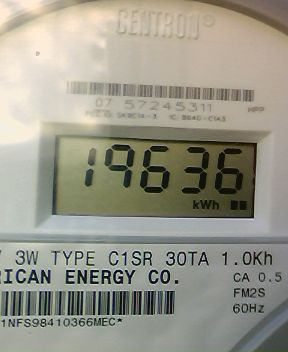 CENTRON®
07 57245311
19636
kWh
3W TYPE C1SR 30TA 1.0Kh
RICAN ENERGY CO. CA 0.5
FM2S
60Hz
1NFS98410366MEC*